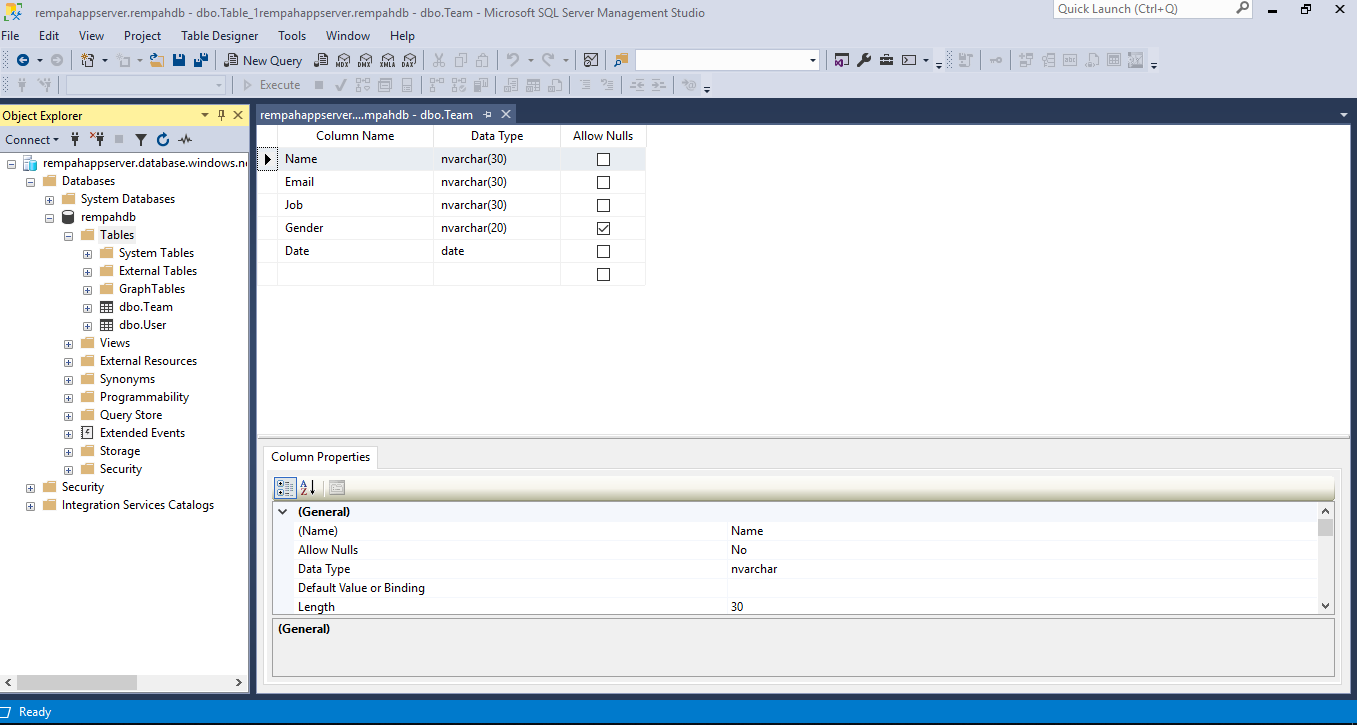 rempahappserver.rempahdb - dbo.Table_1rempahappserver.rempahdb - dbo.Team - Microsoft SQL Server Management Studio
Quick Launch (Ctrl+Q)
File Edit View Project Table Designer Tools Window Help
New Query MDX DMX XMLA DAX
Execute
Object Explorer
Connect
rempahappserver.database.windows.ne
Databases
System Databases
rempahdb
Tables
System Tables
External Tables
GraphTables
dbo.Team
dbo.User
Views
External Resources
Synonyms
Programmability
Query Store
Extended Events
Storage
Security
Security
Integration Services Catalogs
rempahappserver....mpahdb - dbo.Team
Column Name Data Type Allow Nulls
Name nvarchar(30)
Email nvarchar(30)
Job nvarchar(30)
Gender nvarchar(20)
Date date
Column Properties
A
Z
(General)
(Name) Name
Allow Nulls No
Data Type nvarchar
Default Value or Binding
Length 30
(General)
Ready